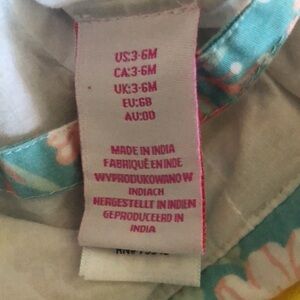 US:3-6M
CA:3-6M
UK:3-6M
EU:68
AU:00
MADE IN INDIA
FABRIQUÉ EN INDE
WYPRODUKOWANO W
INDIACH
HERGESTELLT IN INDIEN
GEPRODUCEERD IN
INDIA